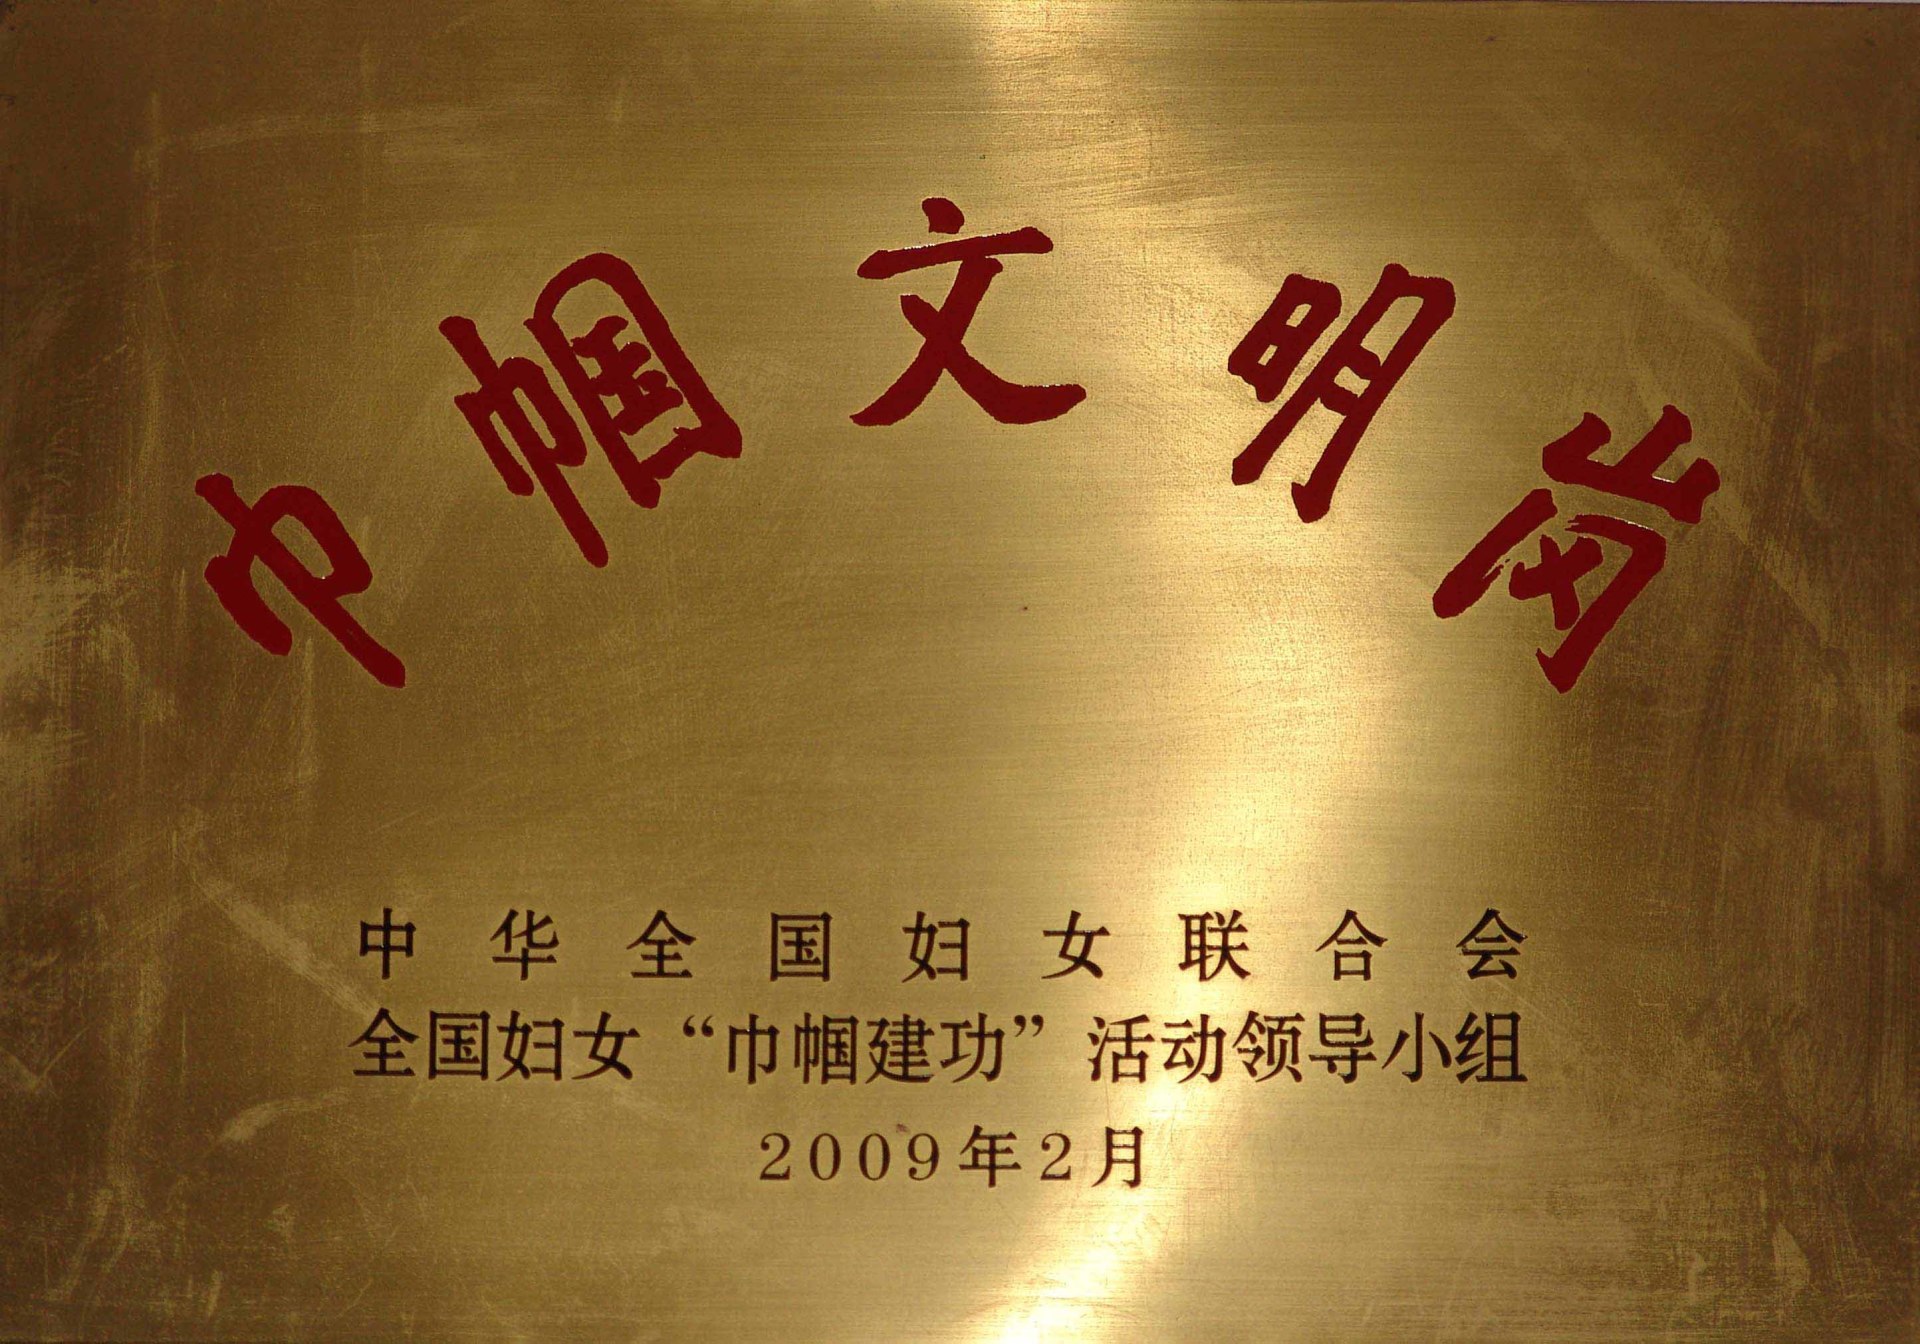 巾帼文明岗
中华全国妇女联合会
全国妇女“巾帼建功”活动领导小组
2009年2月